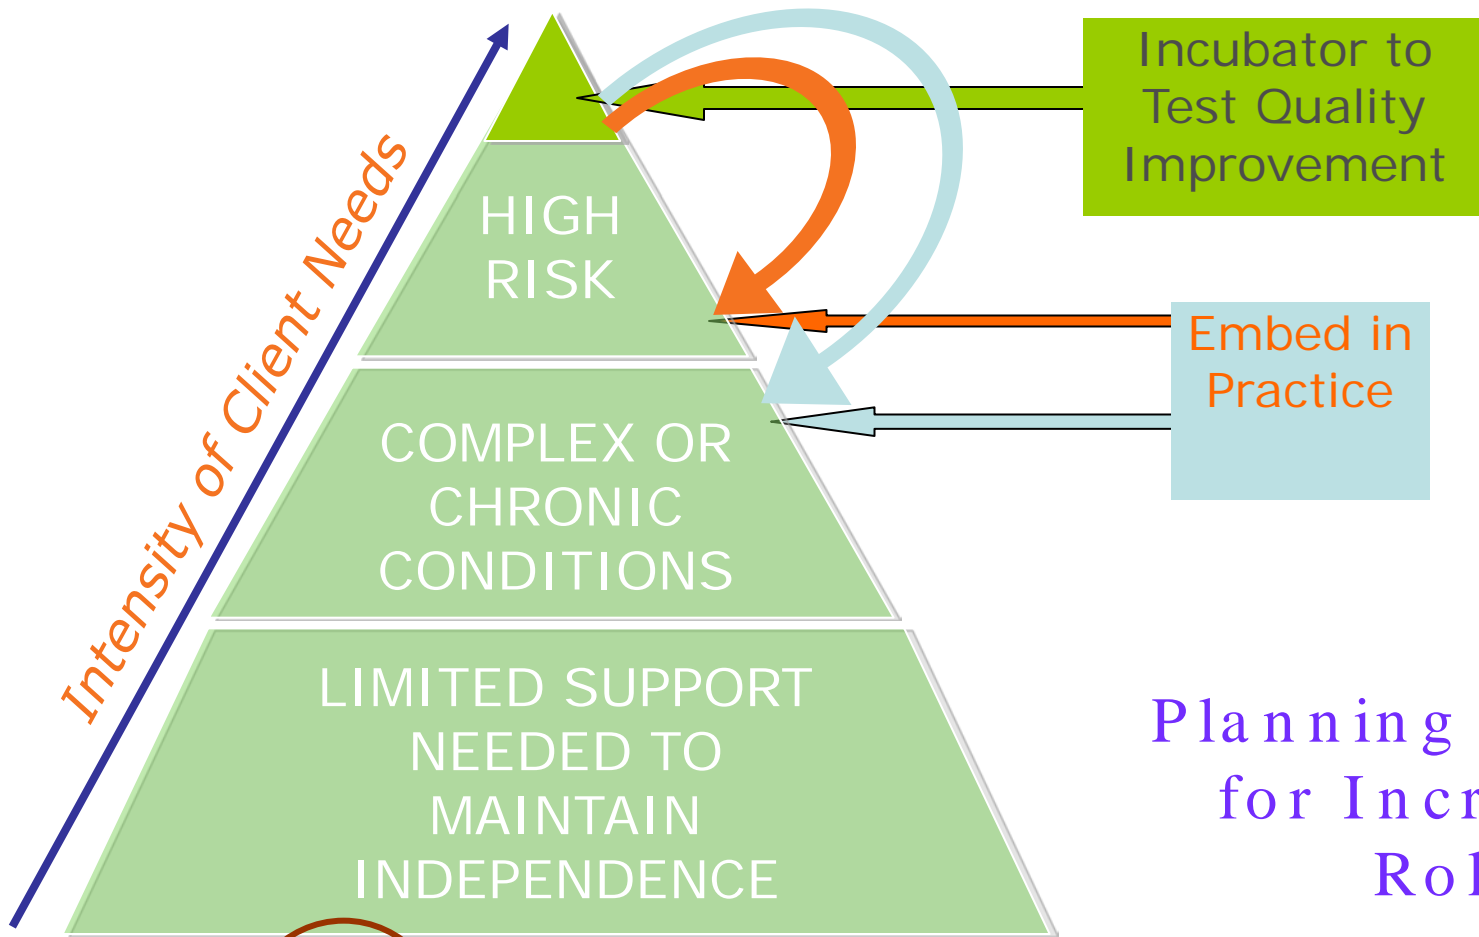 Incubator to
Test Quality
Improvement
Intensity of Client Needs
HIGH
RISK
Embed in
Practice
COMPLEX OR
CHRONIC
CONDITIONS
LIMITED SUPPORT
NEEDED TO
MAINTAIN
INDEPENDENCE
Planning
for